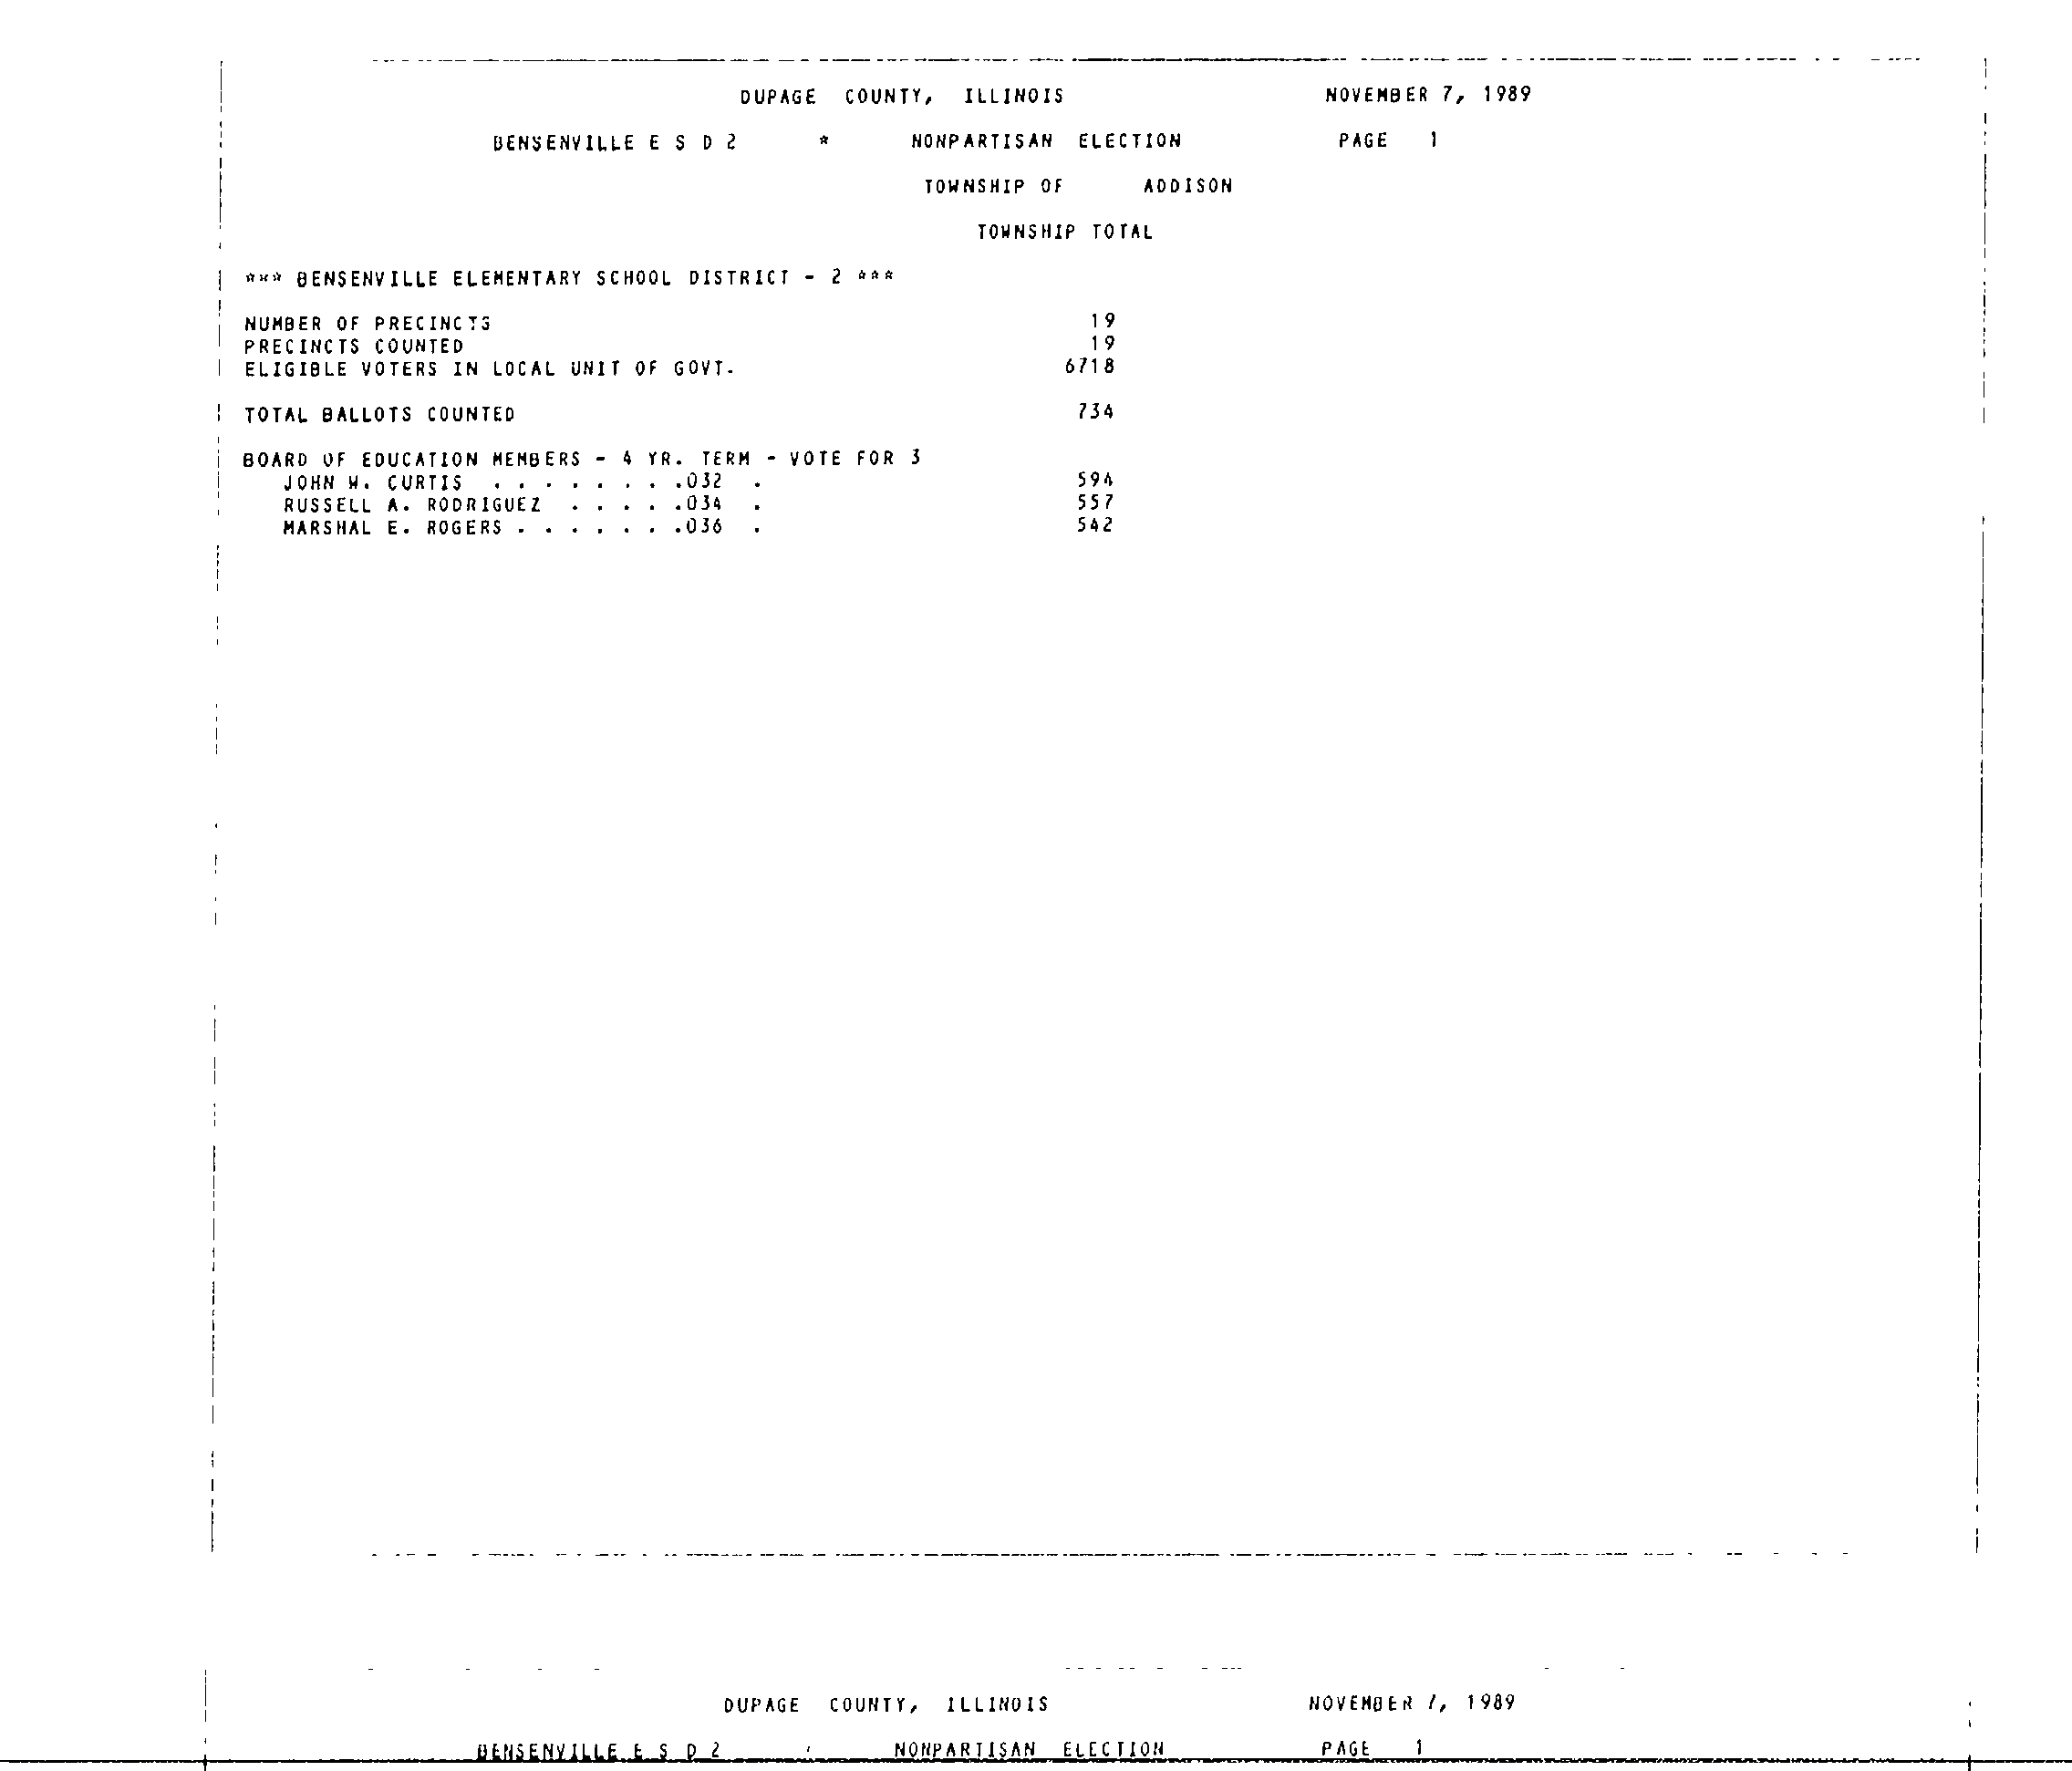 DUPAGE COUNTY, ILLINOIS NOVEMBER 7, 1989
BENSENVILLE E S D 2 * NONPARTISAN ELECTION PAGE 1
TOWNSHIP OF ADDISON
TOWNSHIP TOTAL
*** BENSENVILLE ELEMENTARY SCHOOL DISTRICT - 2 ***
NUMBER OF PRECINCTS 19
PRECINCTS COUNTED 19
ELIGIBLE VOTERS IN LOCAL UNIT OF GOVT. 6718
TOTAL BALLOTS COUNTED 734
BOARD OF EDUCATION MEMBERS - 4 YR. TERM - VOTE FOR 3
JOHN W. CURTIS . . . . . . . .032 . 594
RUSSELL A. RODRIGUEZ . . . . .034 . 557
MARSHAL E. ROGERS . . . . . . .036 . 542
DUPAGE COUNTY, ILLINOIS NOVEMBER 7, 1989
BENSENVILLE E S D 2 NONPARTISAN ELECTION PAGE 1